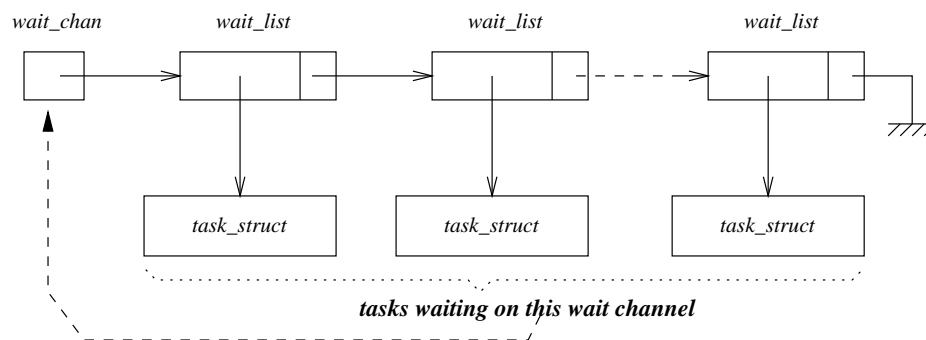 wait_chan wait_list wait_list wait_list
task_struct task_struct task_struct
tasks waiting on this wait channel